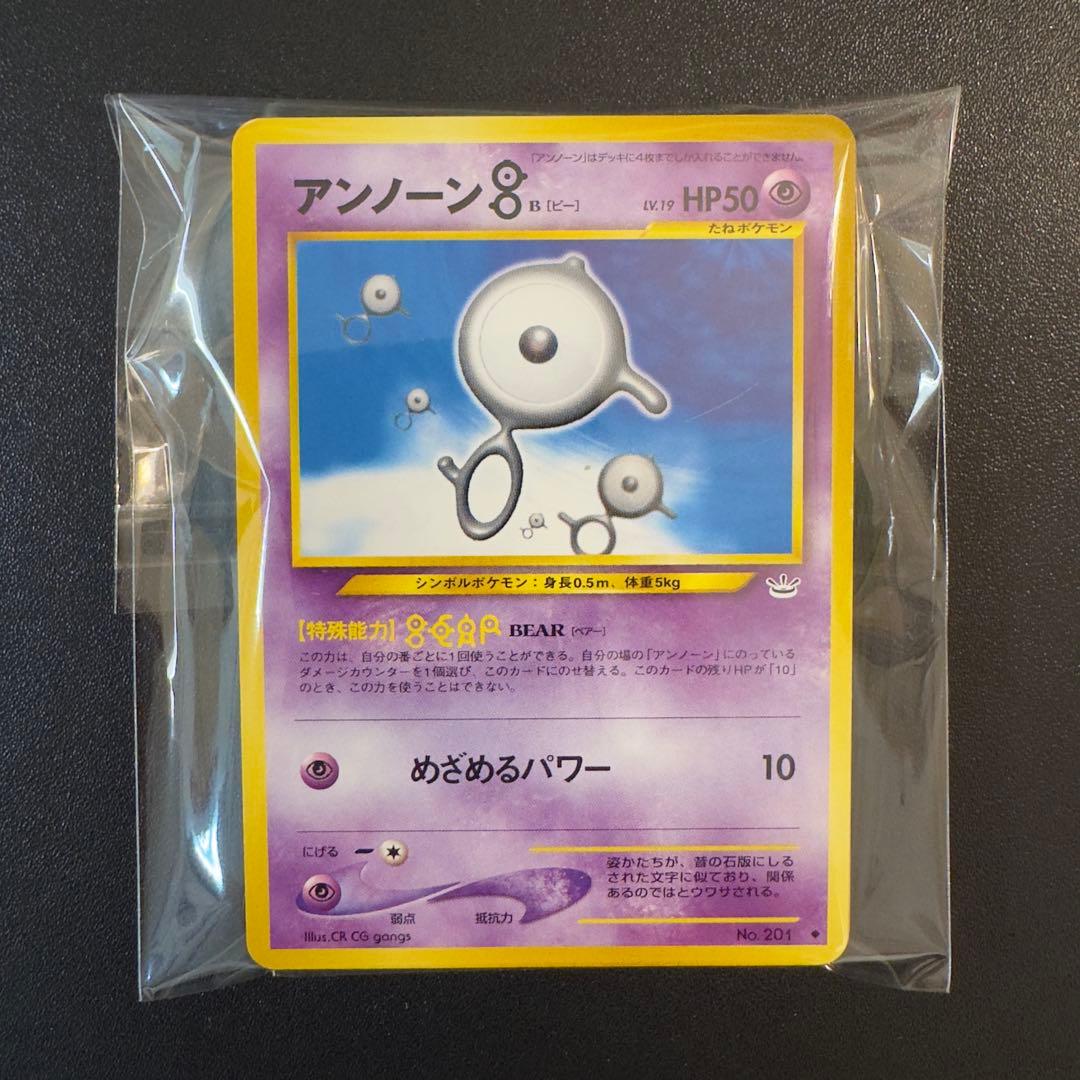 「アンノーン」はデッキに4枚までしか入れることができません。
アンノーン B [ビー] LV.19 HP50
たねポケモン
シンボルポケモン：身長0.5m、体重5kg
【特殊能力】 BEAR BEAR [ベアー]
この力は、自分の番ごとに1回使うことができる。自分の場の「アンノーン」にのっている
ダメージカウンターを1個選び、このカードにのせ替える。このカードの残りHPが「10」
のとき、この力を使うことはできない。
めざめるパワー 10
にげる
姿かたちが、昔の石版にしる
された文字に似ており、関係
あるのではとウワサされる。
弱点 抵抗力
Illus.CR CG gangs No. 201